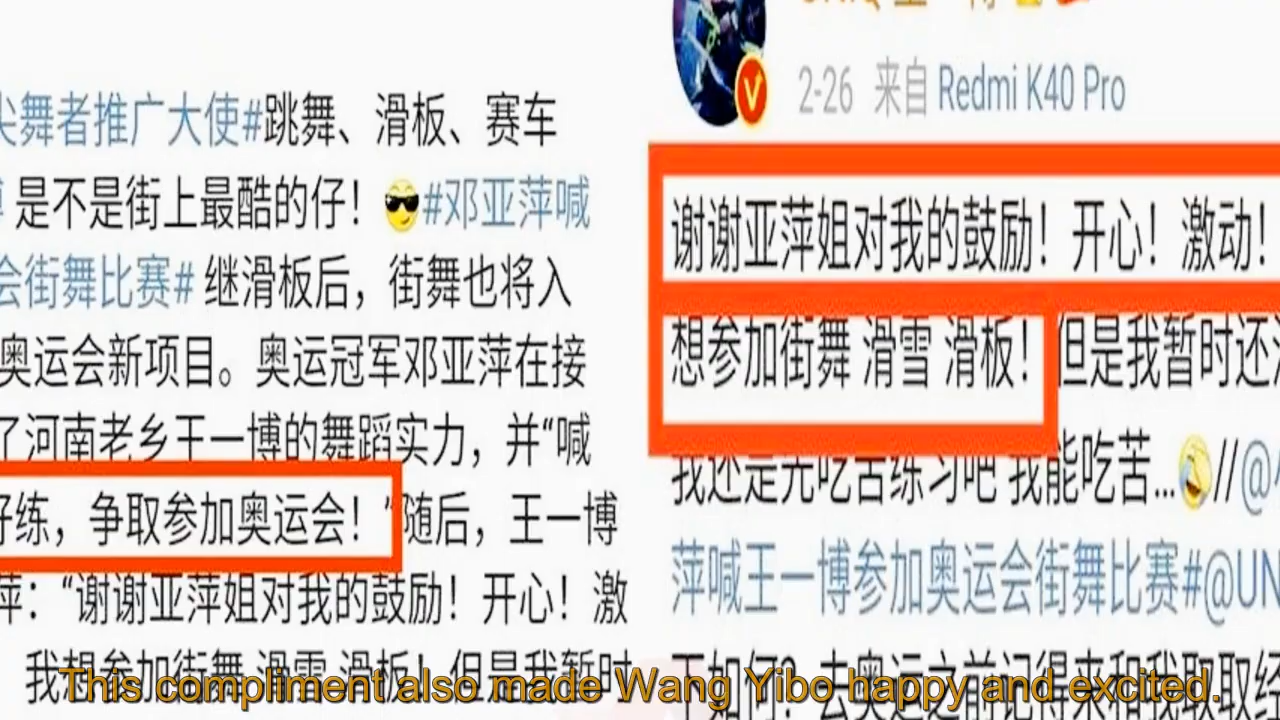 舞者推广大使#跳舞、滑板、赛车
是不是街上最酷的仔！#邓亚萍喊
会街舞比赛# 继滑板后，街舞也将入
奥运会新项目。奥运冠军邓亚萍在接
了河南老乡王一博的舞蹈实力，并“喊
好练，争取参加奥运会！”随后，王一博
萍：“谢谢亚萍姐对我的鼓励！开心！激
我想参加街舞 滑雪 滑板！但是我暂时
2-26 来自 Redmi K40 Pro
谢谢亚萍姐对我的鼓励！开心！激动！
想参加街舞 滑雪 滑板！但是我暂时还没
我还是先吃苦练习吧 我能吃苦...//@
萍喊王一博参加奥运会街舞比赛#@UN
下如何？去奥运之前记得来和我取取经
This compliment also made Wang Yibo happy and excited.